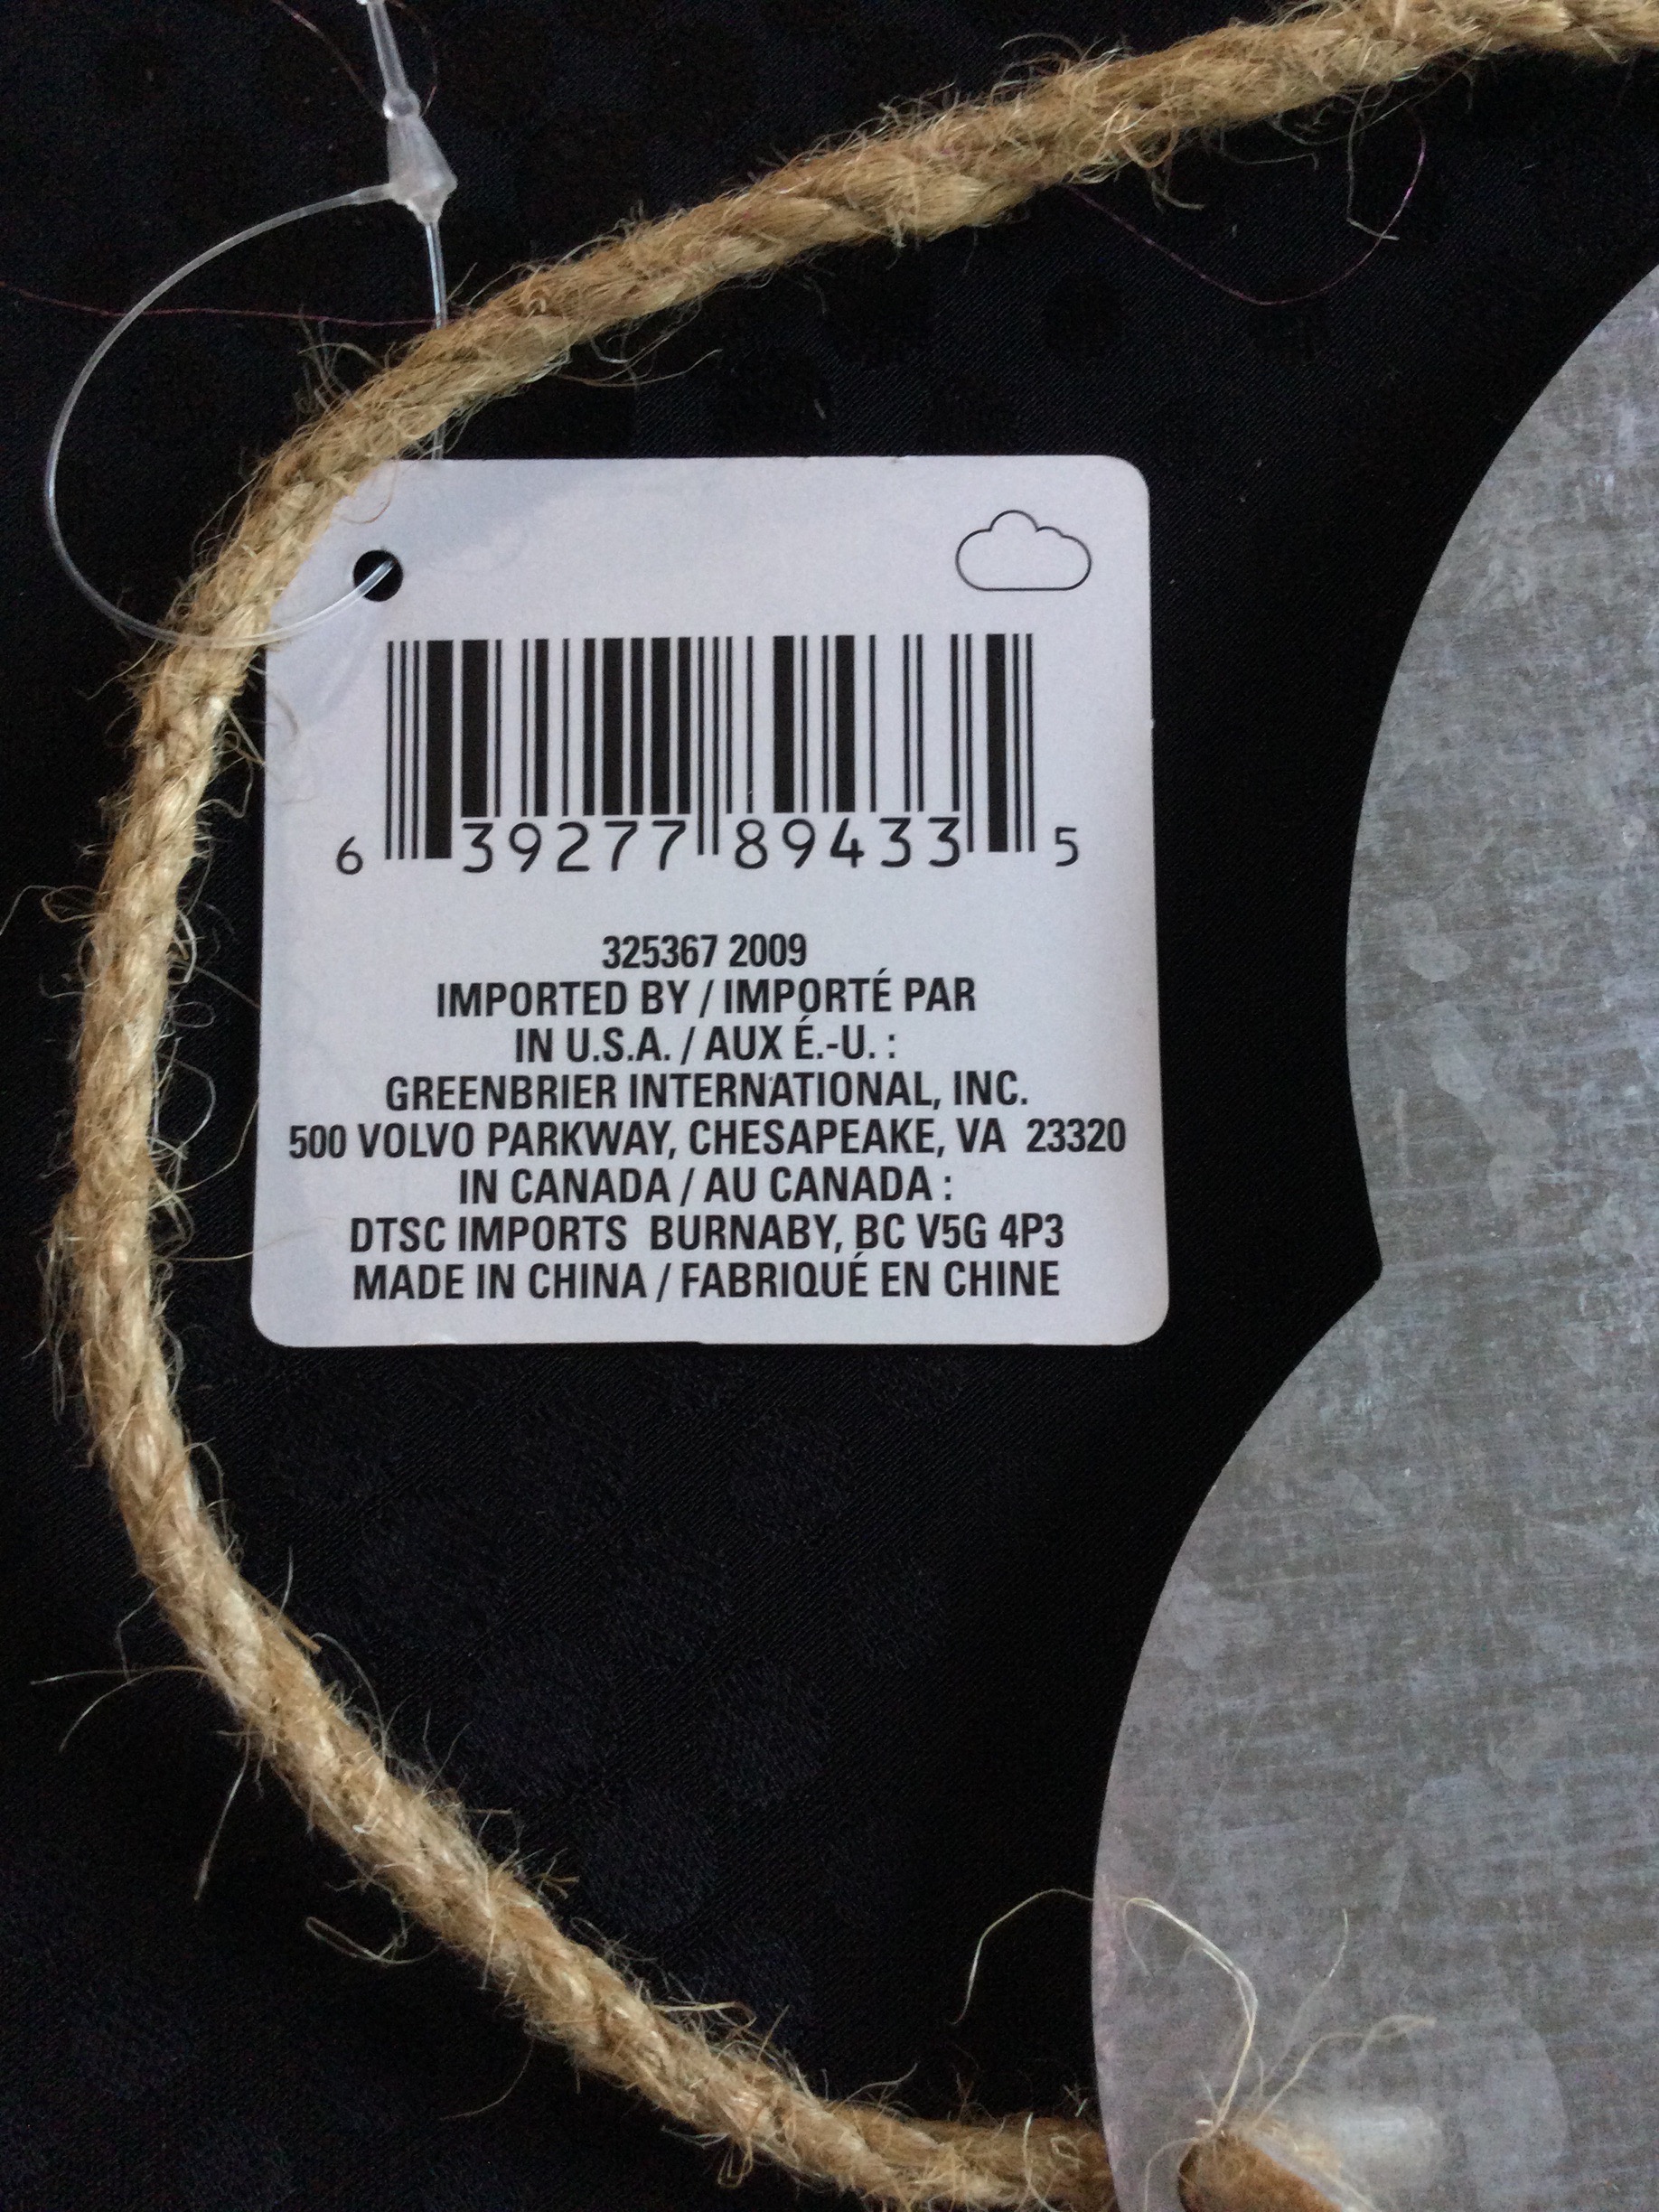 6 39277 89433 5
325367 2009
IMPORTED BY / IMPORTÉ PAR
IN U.S.A. / AUX É.-U. :
GREENBRIER INTERNATIONAL, INC.
500 VOLVO PARKWAY, CHESAPEAKE, VA 23320
IN CANADA / AU CANADA :
DTSC IMPORTS BURNABY, BC V5G 4P3
MADE IN CHINA / FABRIQUÉ EN CHINE